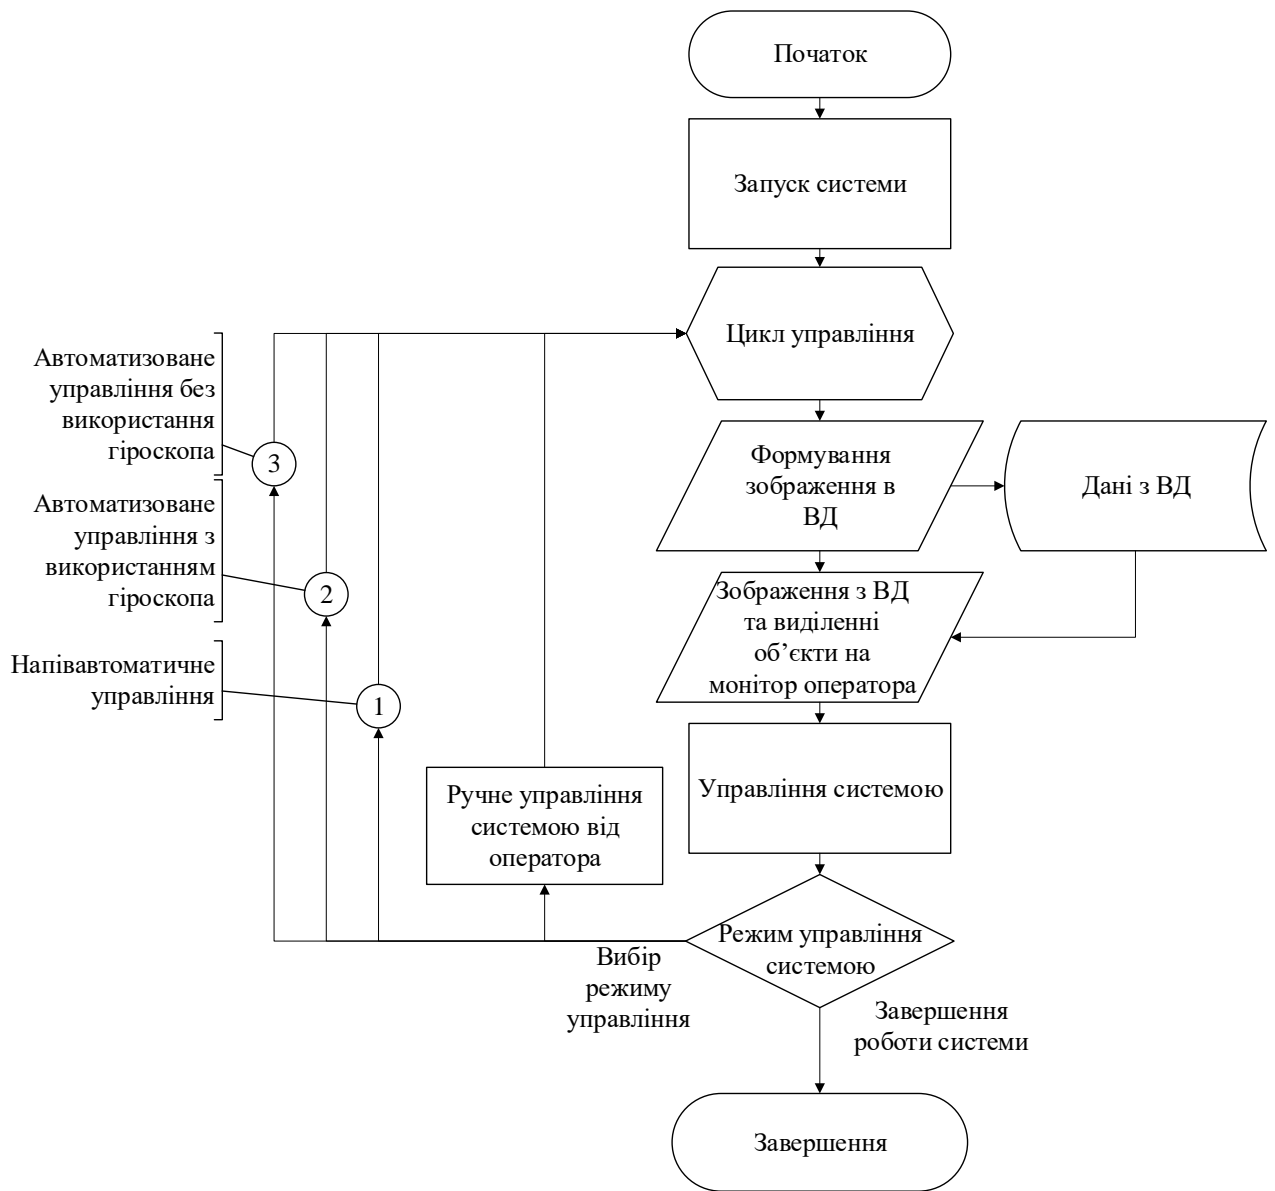 Початок
Запуск системи
Цикл управління
Автоматизоване
управління без
використання
гіроскопа
3
Формування
зображення в
ВД
Дані з ВД
Автоматизоване
управління з
використанням
гіроскопа
2
Зображення з ВД
та виділенні
об’єкти на
монітор оператора
Напівавтоматичне
управління
1
Управління системою
Ручне управління
системою від
оператора
Режим управління
системою
Вибір
режиму
управління
Завершення
роботи системи
Завершення